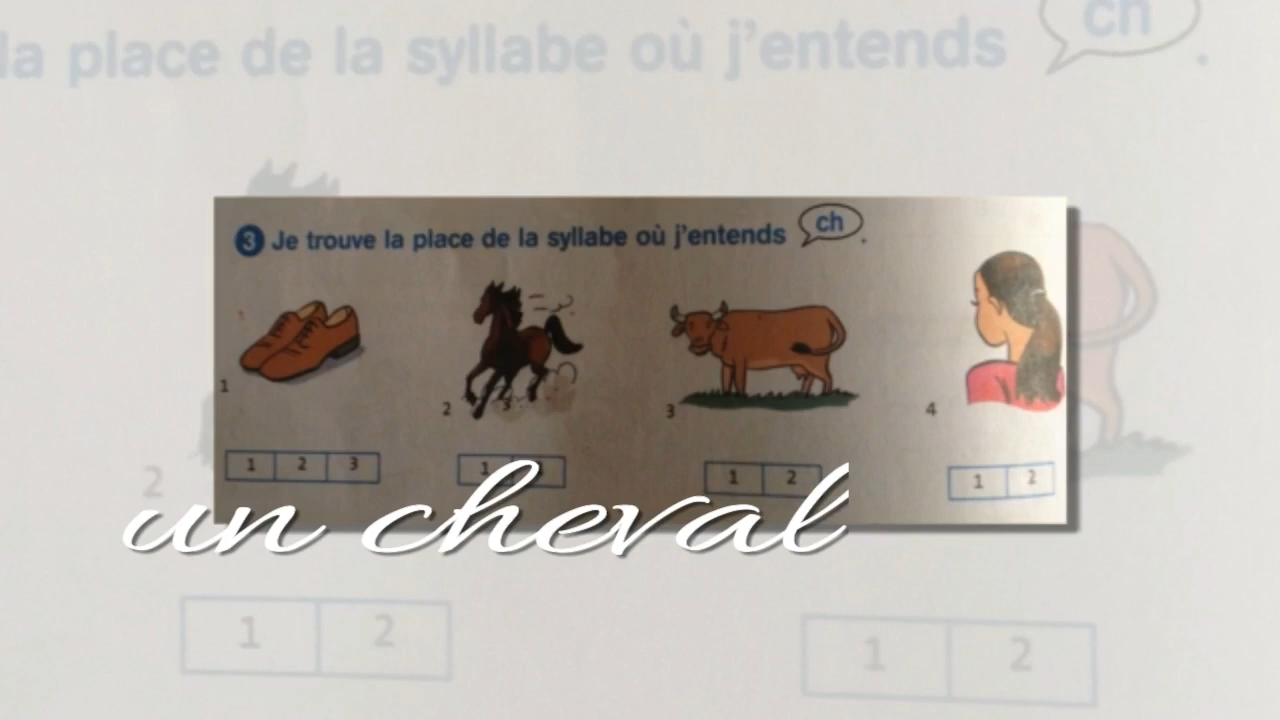 la place de la syllabe où j'entends ch .
3 Je trouve la place de la syllabe où j'entends ch .
1
2
3
4
1 2 3
1
1 2
1 2
2
un cheval
1 2
1 2